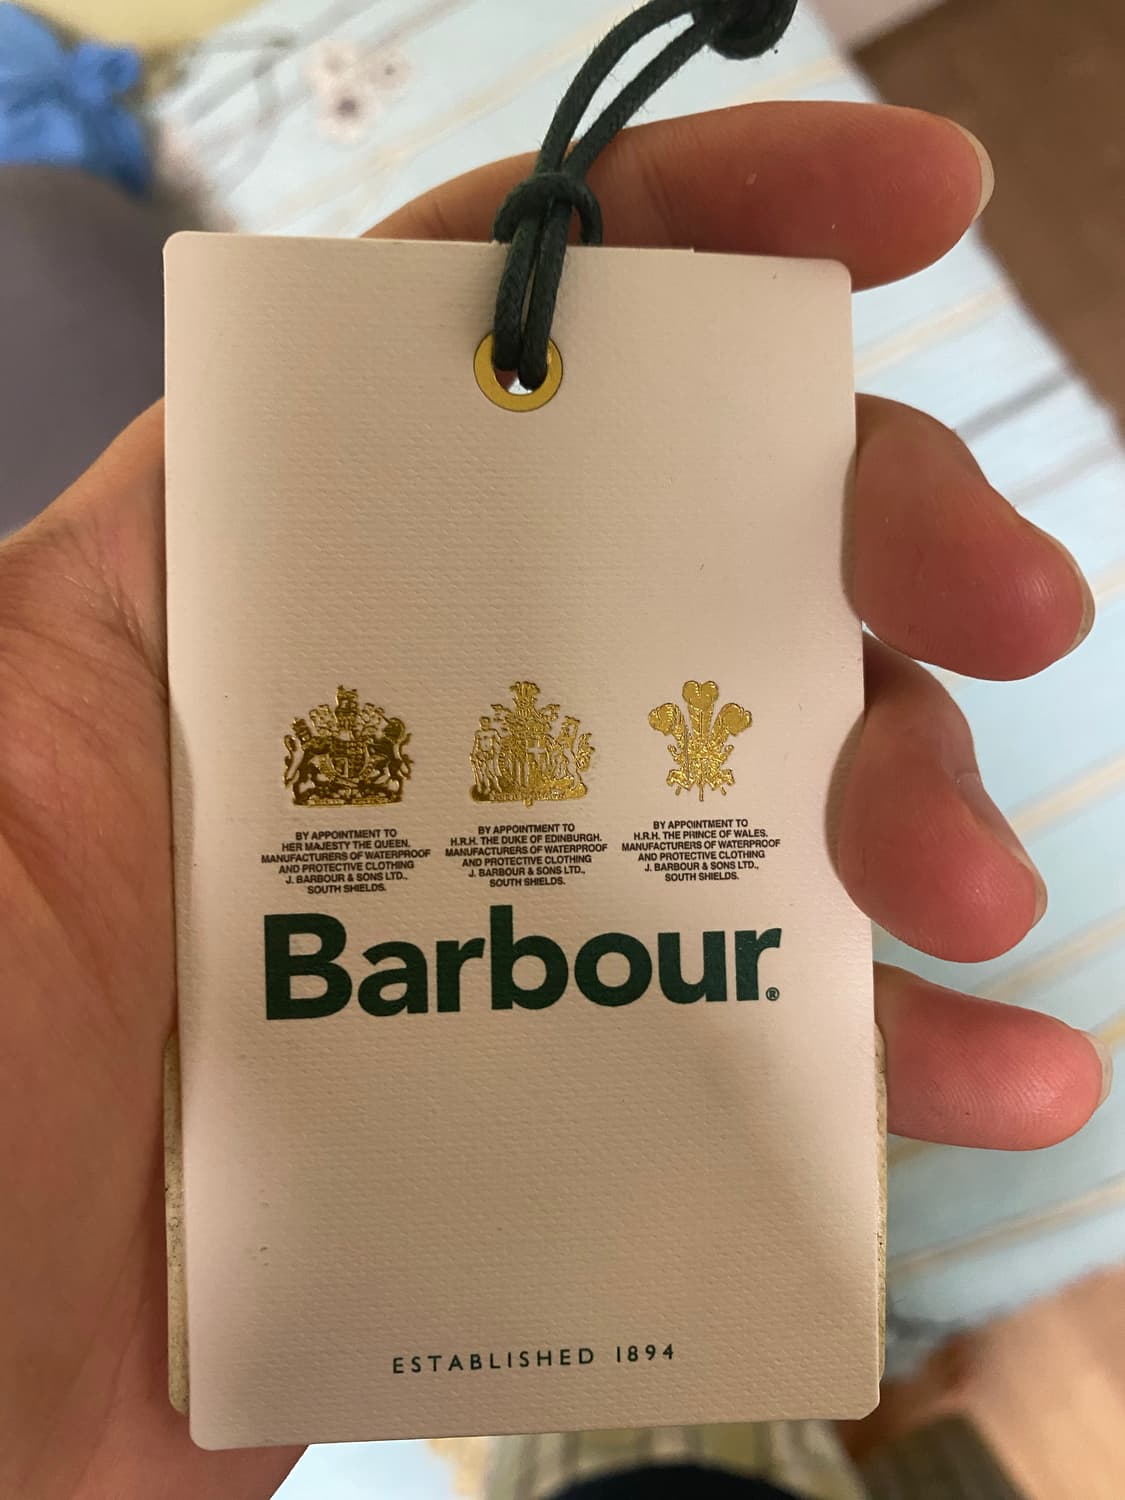 BY APPOINTMENT TO
HER MAJESTY THE QUEEN.
MANUFACTURERS OF WATERPROOF
AND PROTECTIVE CLOTHING
J. BARBOUR & SONS LTD.,
SOUTH SHIELDS.
BY APPOINTMENT TO
H.R.H. THE DUKE OF EDINBURGH.
MANUFACTURERS OF WATERPROOF
AND PROTECTIVE CLOTHING
J. BARBOUR & SONS LTD.,
SOUTH SHIELDS.
BY APPOINTMENT TO
H.R.H. THE PRINCE OF WALES.
MANUFACTURERS OF WATERPROOF
AND PROTECTIVE CLOTHING
J. BARBOUR & SONS LTD.,
SOUTH SHIELDS.
Barbour®
ESTABLISHED 1894